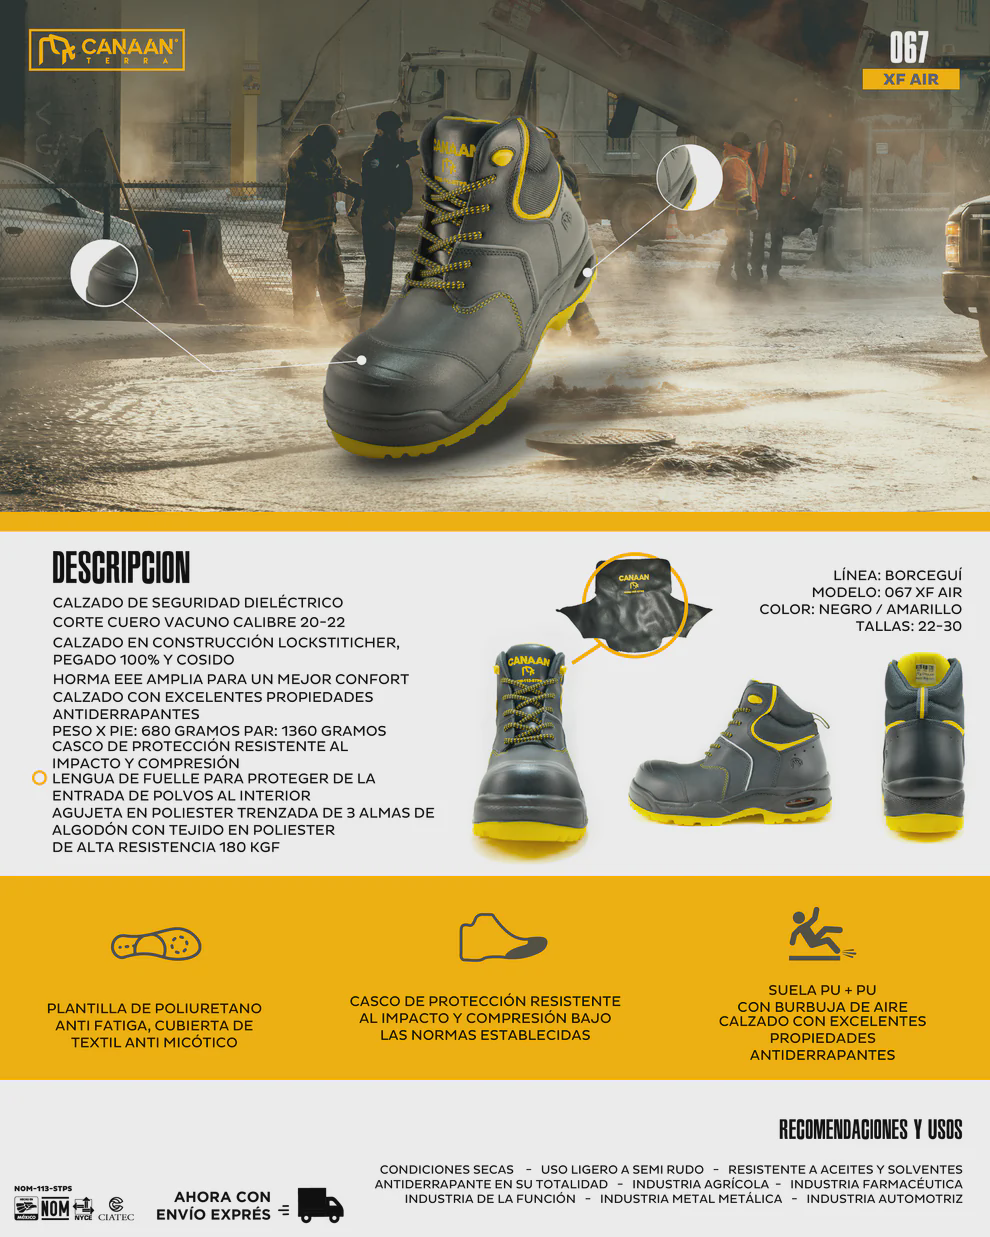 CANAAN®
TERRA
067
XF AIR
CANAAN
DESCRIPCION
CALZADO DE SEGURIDAD DIELÉCTRICO
CORTE CUERO VACUNO CALIBRE 20-22
CALZADO EN CONSTRUCCIÓN LOCKSTITICHER,
PEGADO 100% Y COSIDO
HORMA EEE AMPLIA PARA UN MEJOR CONFORT
CALZADO CON EXCELENTES PROPIEDADES
ANTIDERRAPANTES
PESO X PIE: 680 GRAMOS PAR: 1360 GRAMOS
CASCO DE PROTECCIÓN RESISTENTE AL
IMPACTO Y COMPRESIÓN
LENGUA DE FUELLE PARA PROTEGER DE LA
ENTRADA DE POLVOS AL INTERIOR
AGUJETA EN POLIESTER TRENZADA DE 3 ALMAS DE
ALGODÓN CON TEJIDO EN POLIESTER
DE ALTA RESISTENCIA 180 KGF
CANAAN
CANAAN
LÍNEA: BORCEGUÍ
MODELO: 067 XF AIR
COLOR: NEGRO / AMARILLO
TALLAS: 22-30
PLANTILLA DE POLIURETANO
ANTI FATIGA, CUBIERTA DE
TEXTIL ANTI MICÓTICO
CASCO DE PROTECCIÓN RESISTENTE
AL IMPACTO Y COMPRESIÓN BAJO
LAS NORMAS ESTABLECIDAS
SUELA PU + PU
CON BURBUJA DE AIRE
CALZADO CON EXCELENTES
PROPIEDADES
ANTIDERRAPANTES
RECOMENDACIONES Y USOS
CONDICIONES SECAS - USO LIGERO A SEMI RUDO - RESISTENTE A ACEITES Y SOLVENTES
ANTIDERRAPANTE EN SU TOTALIDAD - INDUSTRIA AGRÍCOLA - INDUSTRIA FARMACÉUTICA
INDUSTRIA DE LA FUNCIÓN - INDUSTRIA METAL METÁLICA - INDUSTRIA AUTOMOTRIZ
NOM-113-STPS
MÉXICO
NOM
NYCE
CIATEC
AHORA CON
ENVÍO EXPRÉS